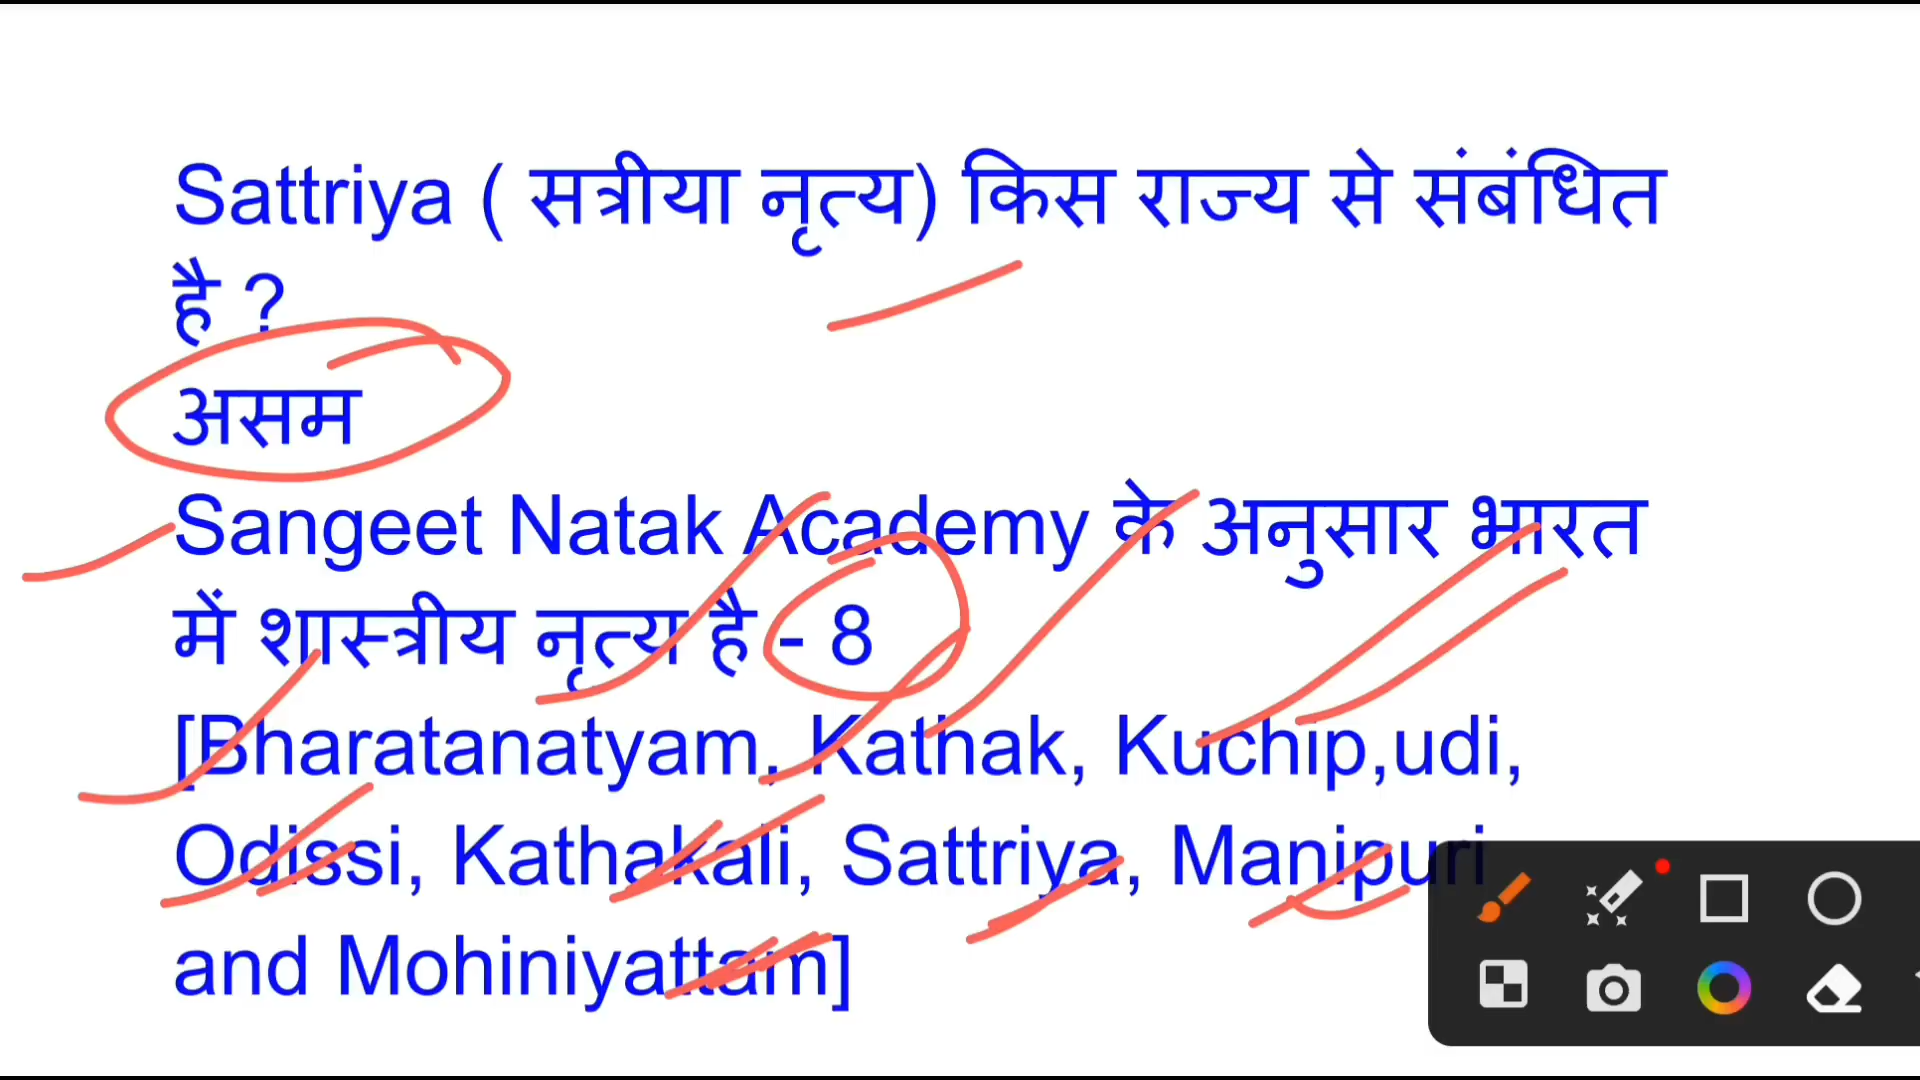 Sattriya ( सत्रीया नृत्य) किस राज्य से संबंधित
है ?
असम
Sangeet Natak Academy के अनुसार भारत
में शास्त्रीय नृत्य है - 8
[Bharatanatyam, Kathak, Kuchip,udi,
Odissi, Kathakali, Sattriya, Manipuri
and Mohiniyattam]